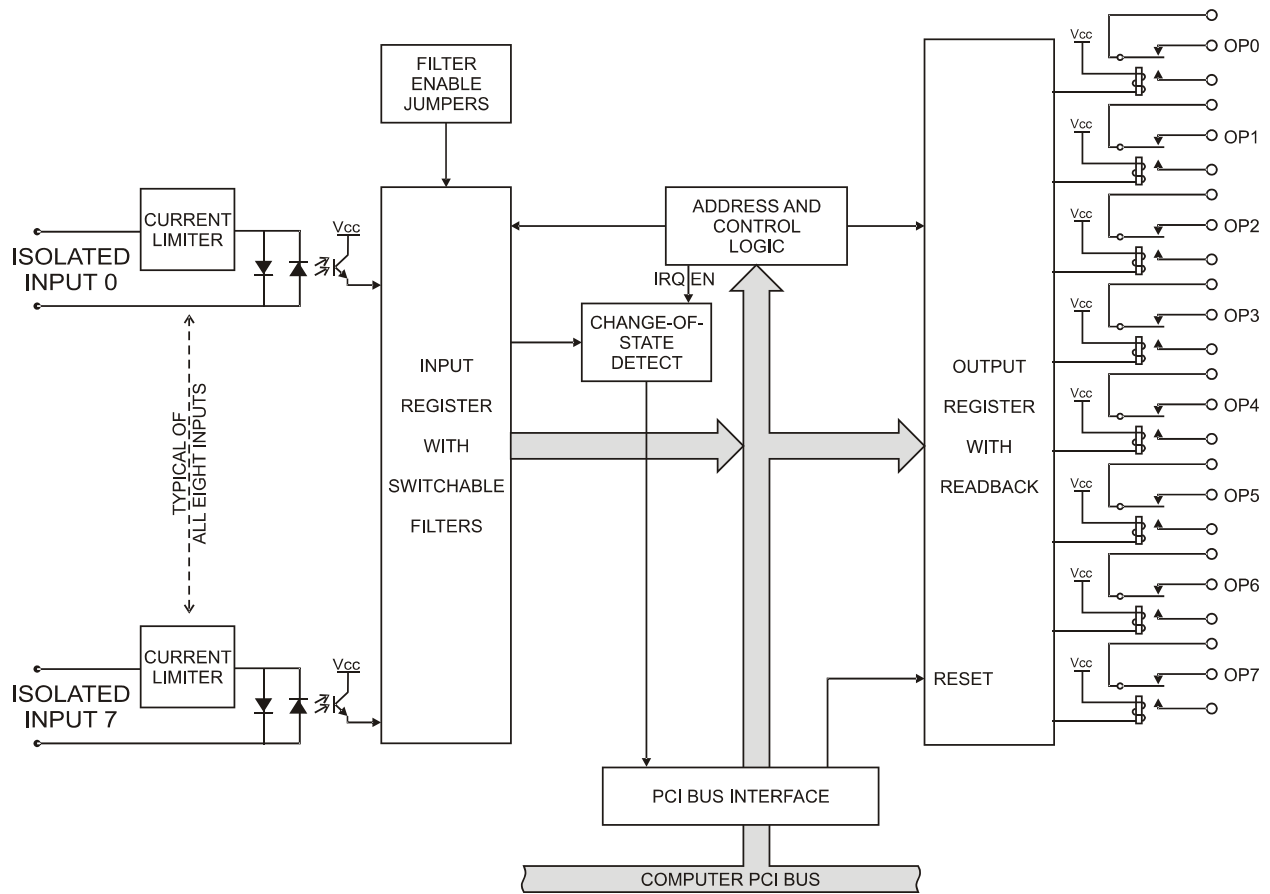 FILTER
ENABLE
JUMPERS
CURRENT
LIMITER
ISOLATED
INPUT 0
Vcc
TYPICAL OF
ALL EIGHT INPUTS
CURRENT
LIMITER
ISOLATED
INPUT 7
Vcc
INPUT
REGISTER
WITH
SWITCHABLE
FILTERS
ADDRESS AND
CONTROL
LOGIC
IRQ EN
CHANGE-OF-
STATE
DETECT
OUTPUT
REGISTER
WITH
READBACK
RESET
PCI BUS INTERFACE
COMPUTER PCI BUS
Vcc
OP0
Vcc
OP1
Vcc
OP2
Vcc
OP3
Vcc
OP4
Vcc
OP5
Vcc
OP6
Vcc
OP7